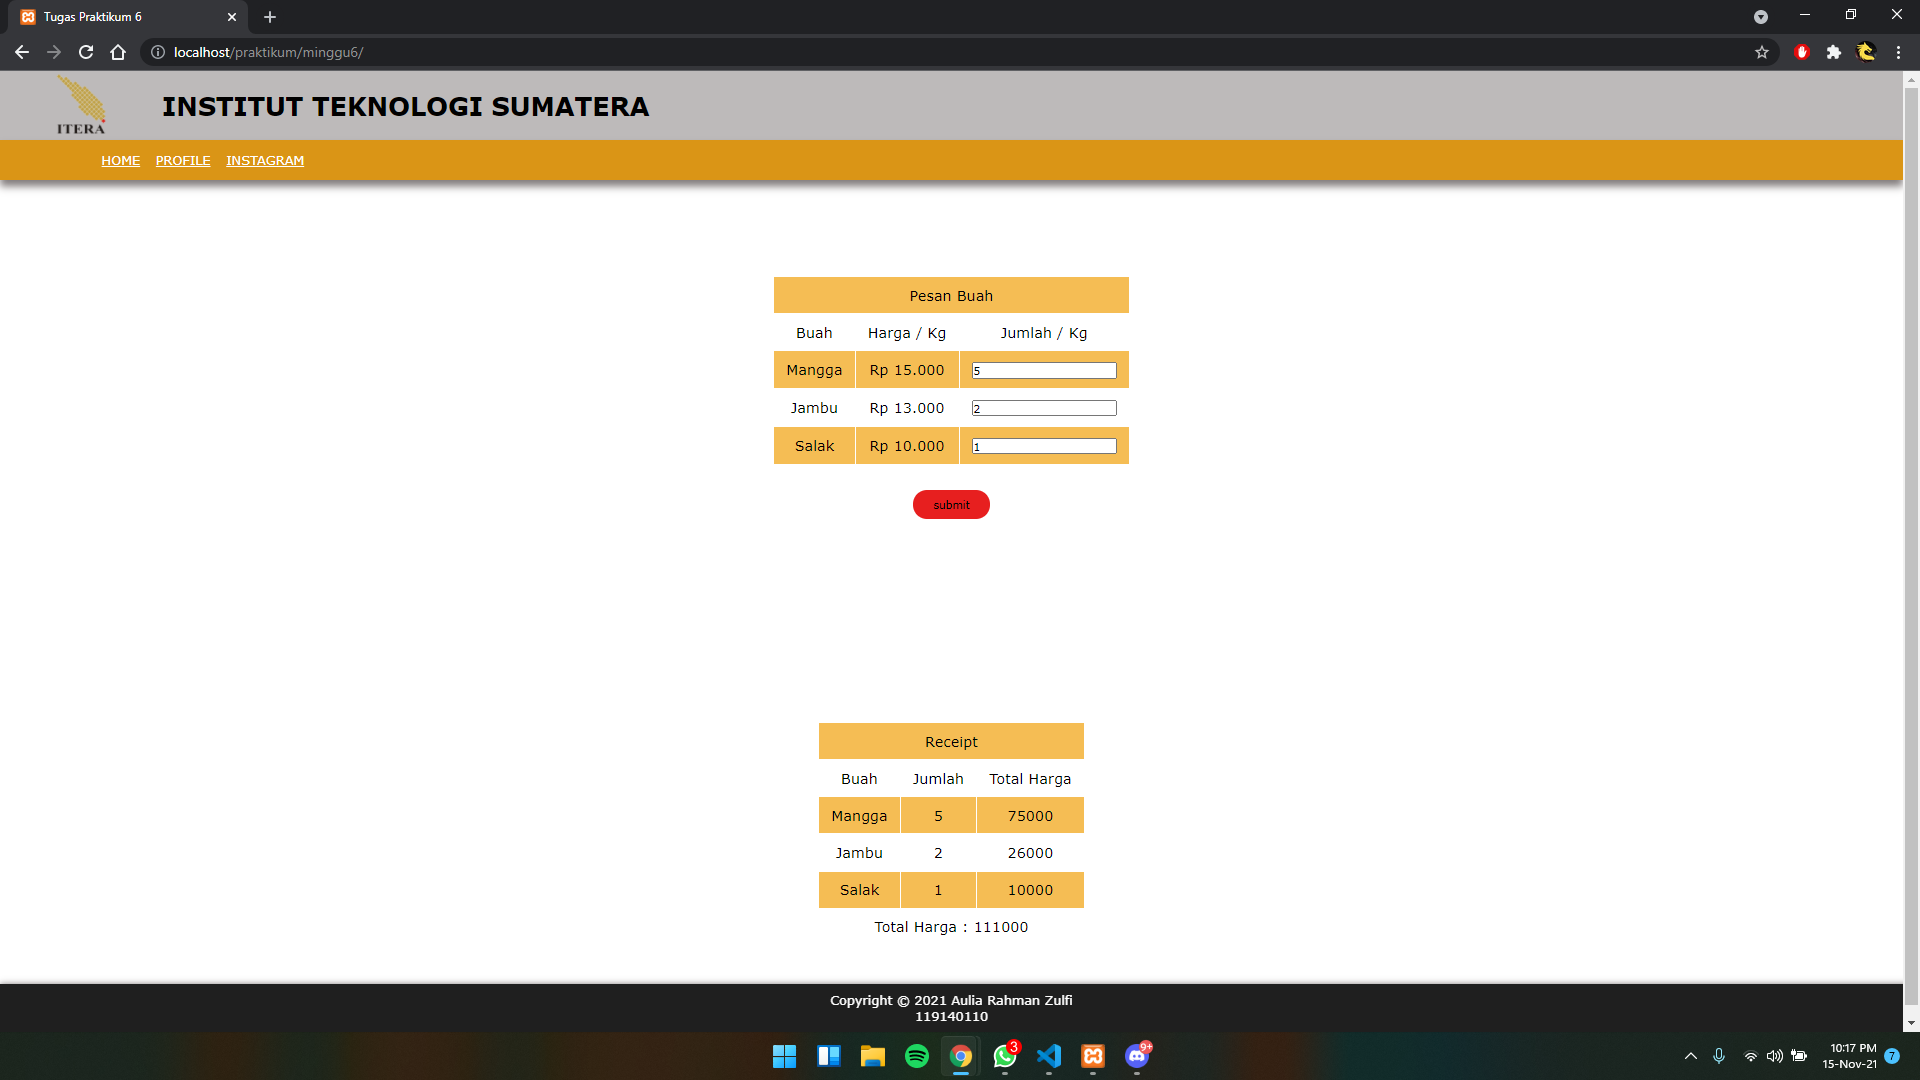 Tugas Praktikum 6
localhost/praktikum/minggu6/
ITERA
INSTITUT TEKNOLOGI SUMATERA
HOME PROFILE INSTAGRAM
Pesan Buah
Buah Harga / Kg Jumlah / Kg
Mangga Rp 15.000 5
Jambu Rp 13.000 2
Salak Rp 10.000 1
submit
Receipt
Buah Jumlah Total Harga
Mangga 5 75000
Jambu 2 26000
Salak 1 10000
Total Harga : 111000
Copyright © 2021 Aulia Rahman Zulfi
119140110
3
9+
10:17 PM
15-Nov-21
7